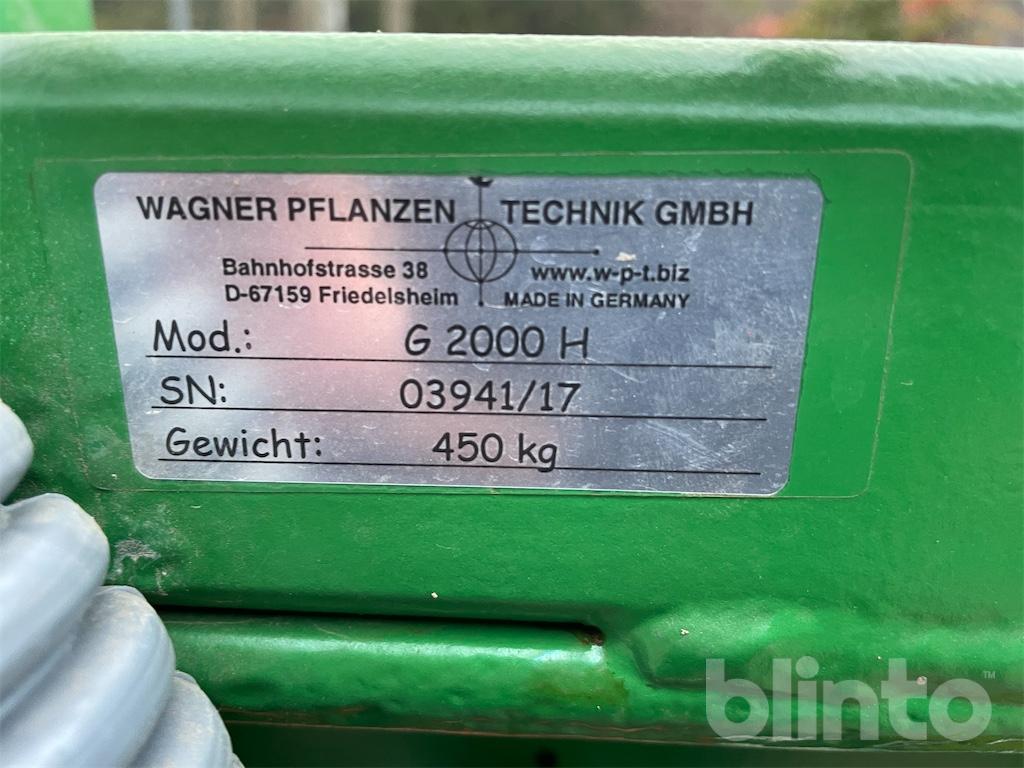 WAGNER PFLANZEN TECHNIK GMBH
Bahnhofstrasse 38 www.w-p-t.biz
D-67159 Friedelsheim MADE IN GERMANY
Mod.: G 2000 H
SN: 03941/17
Gewicht: 450 kg
blinto™